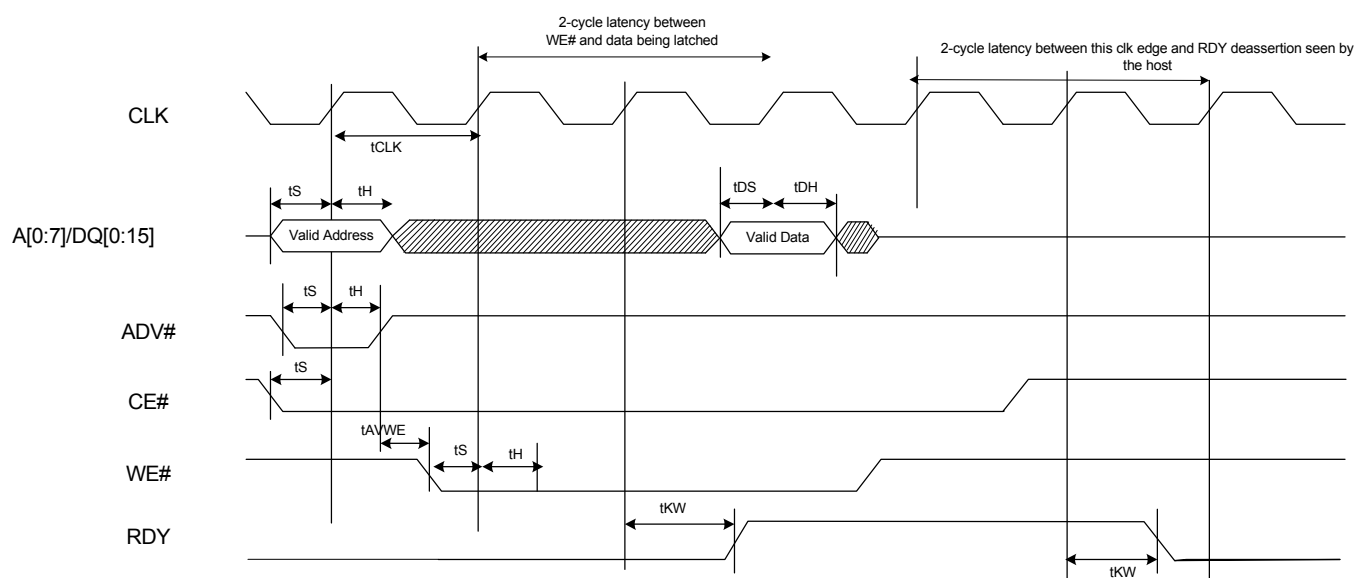 2-cycle latency between
WE# and data being latched
2-cycle latency between this clk edge and RDY deassertion seen by
the host
CLK
tCLK
tS
tH
tDS
tDH
A[0:7]/DQ[0:15]
Valid Address
Valid Data
tS
tH
ADV#
tS
CE#
tAVWE
tS
tH
WE#
tKW
RDY
tKW